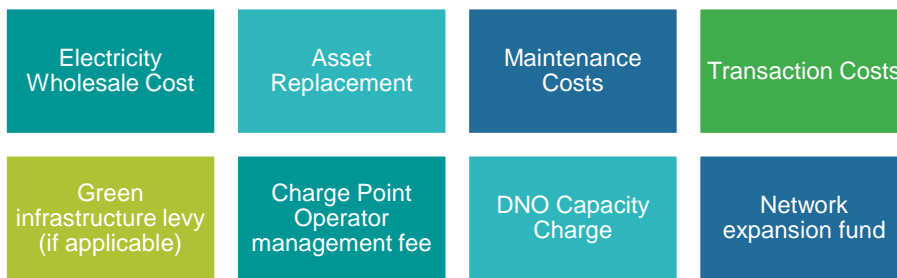 Electricity
Wholesale Cost
Asset
Replacement
Maintenance
Costs
Transaction Costs
Green
infrastructure levy
(if applicable)
Charge Point
Operator
management fee
DNO Capacity
Charge
Network
expansion fund